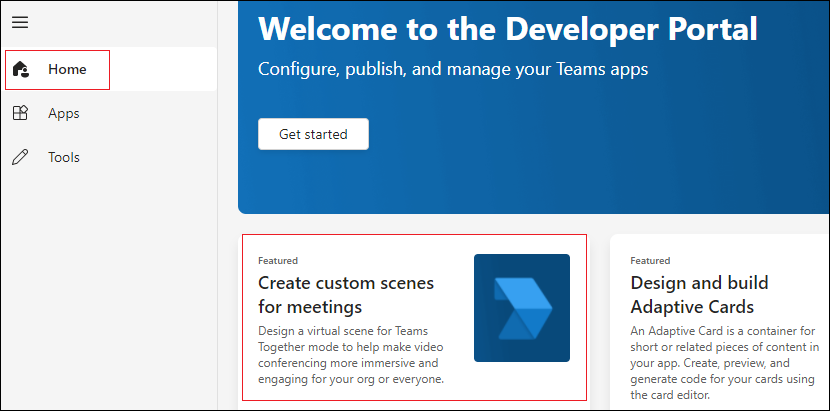 Welcome to the Developer Portal
Configure, publish, and manage your Teams apps
Get started
Home
Apps
Tools
Featured
Create custom scenes
for meetings
Design a virtual scene for Teams
Together mode to help make video
conferencing more immersive and
engaging for your org or everyone.
Featured
Design and build
Adaptive Cards
An Adaptive Card is a container for
short or related pieces of content in
your app. Create, preview, and
generate code for your cards using
the card editor.